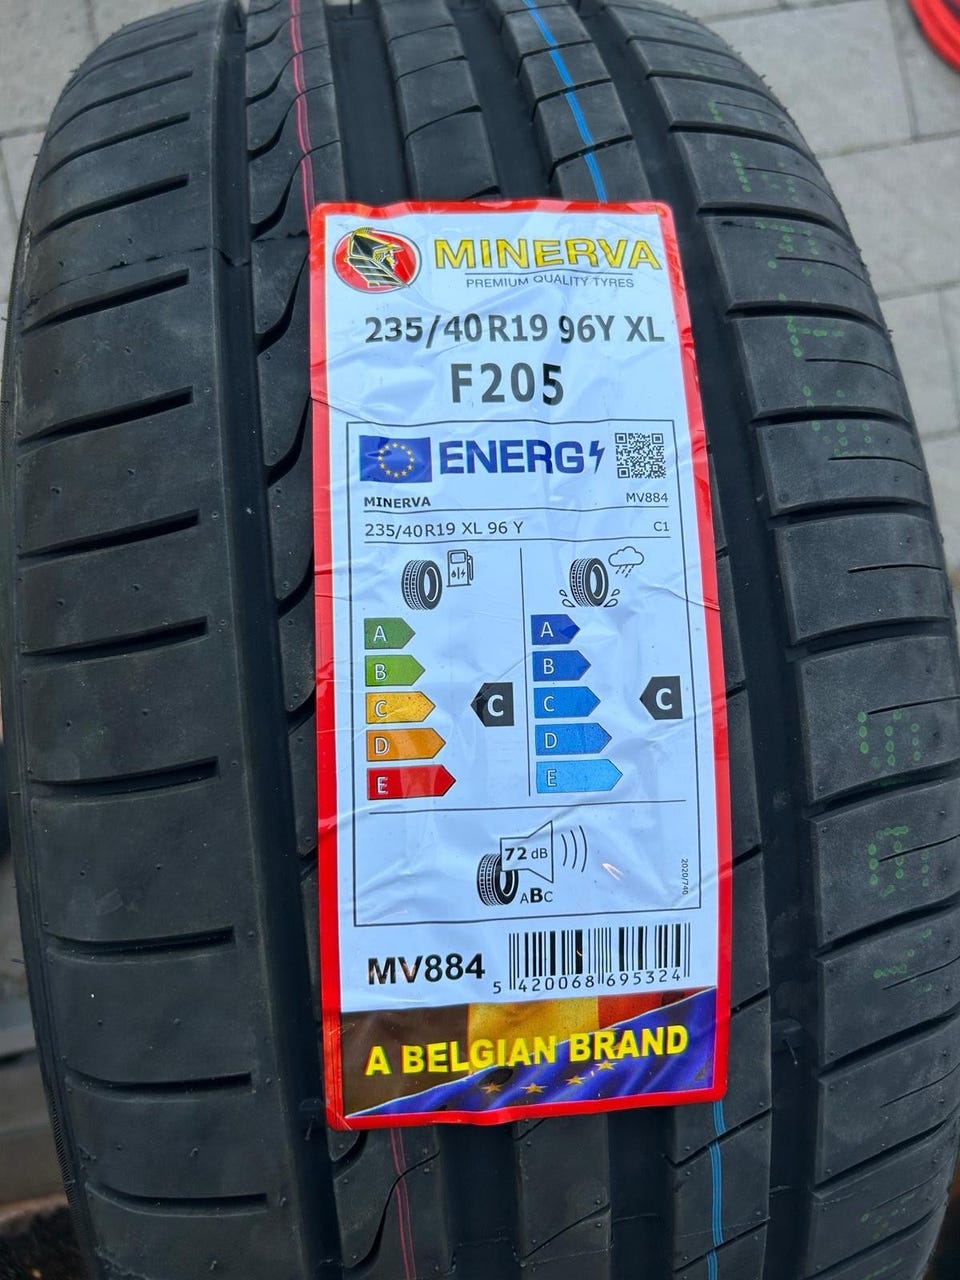 MINERVA
PREMIUM QUALITY TYRES
235/40 R19 96Y XL
F205
ENERG
MINERVA MV884
235/40R19 XL 96 Y C1
A A
B B
C C C C
D D
E E
72 dB
ABC
2020/740
MV884
5 420068 695324
A BELGIAN BRAND